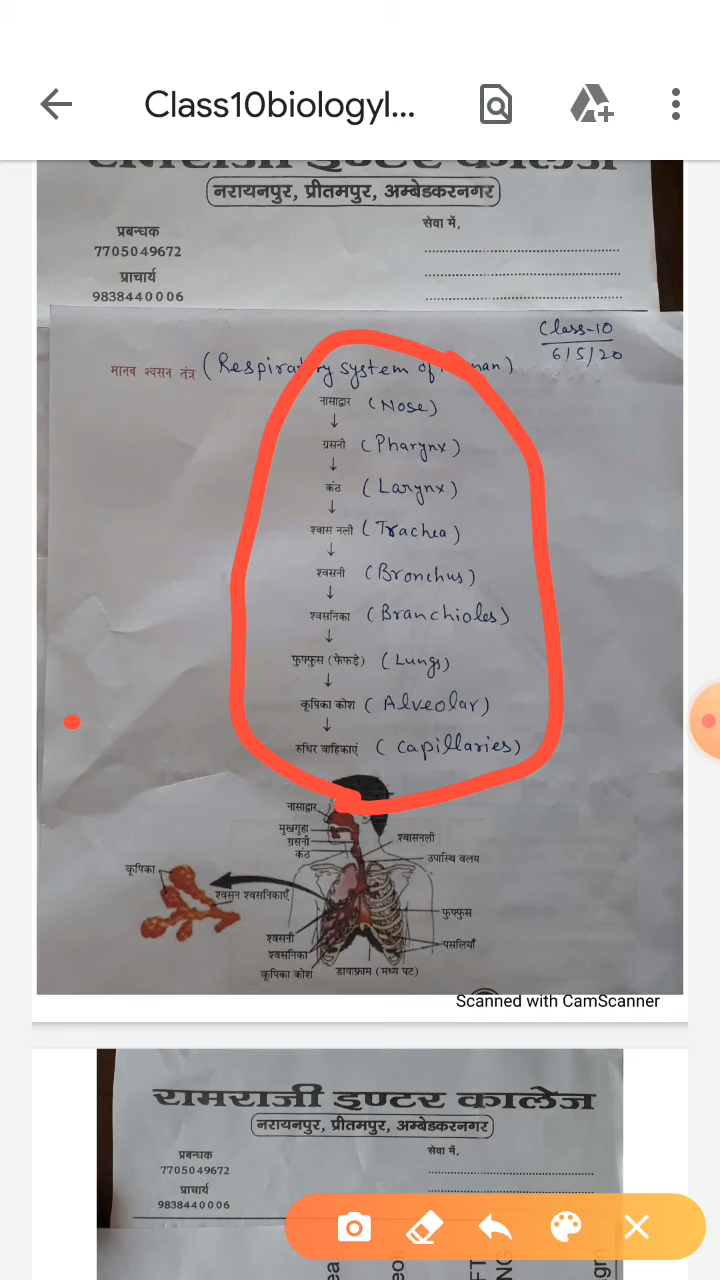 Class10biologyl...
रामराजी इण्टर कालेज
नरायनपुर, प्रीतमपुर, अम्बेडकरनगर
प्रबन्धक
7705049672
प्राचार्य
9838440006
सेवा में,
Class-10
6/5/20
मानव श्वसन तंत्र (Respiratory system of
नासाद्वार (Nose)
↓
ग्रसनी (Pharynx)
↓
कंठ (Larynx)
↓
श्वास नली (Trachea)
↓
श्वसनी (Bronchus)
↓
श्वसनिका (Branchioles)
↓
फुफ्फुस (फेफड़े) (Lungs)
↓
कूपिका कोश (Alveolar)
↓
रुधिर वाहिकाएं (Capillaries)
नासाद्वार
मुखगुहा
ग्रसनी
कंठ
श्वासनली
उपास्थि वलय
कूपिका
श्वसन श्वसनिकाएँ
फुफ्फुस
श्वसनी
पसलियाँ
श्वसनिका
कूपिका कोश
डायाफ्राम (मध्य पट)
Scanned with CamScanner
रामराजी इण्टर कालेज
नरायनपुर, प्रीतमपुर, अम्बेडकरनगर
प्रबन्धक
7705049672
प्राचार्य
9838440006
सेवा में,